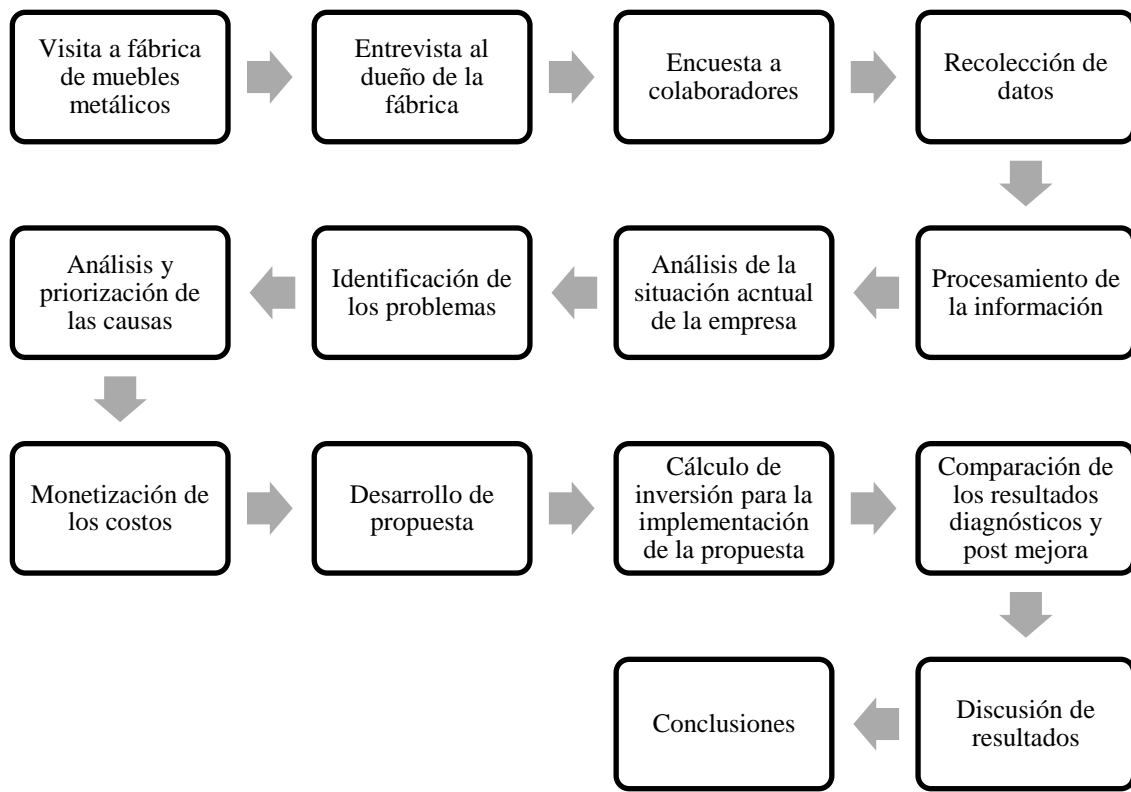 Visita a fábrica
de muebles
metálicos
Entrevista al
dueño de la
fábrica
Encuesta a
colaboradores
Recolección de
datos
Procesamiento de
la información
Análisis de la
situación acntual
de la empresa
Identificación de
los problemas
Análisis y
priorización de
las causas
Monetización de
los costos
Desarrollo de
propuesta
Cálculo de
inversión para la
implementación
de la propuesta
Comparación de
los resultados
diagnósticos y
post mejora
Discusión de
resultados
Conclusiones